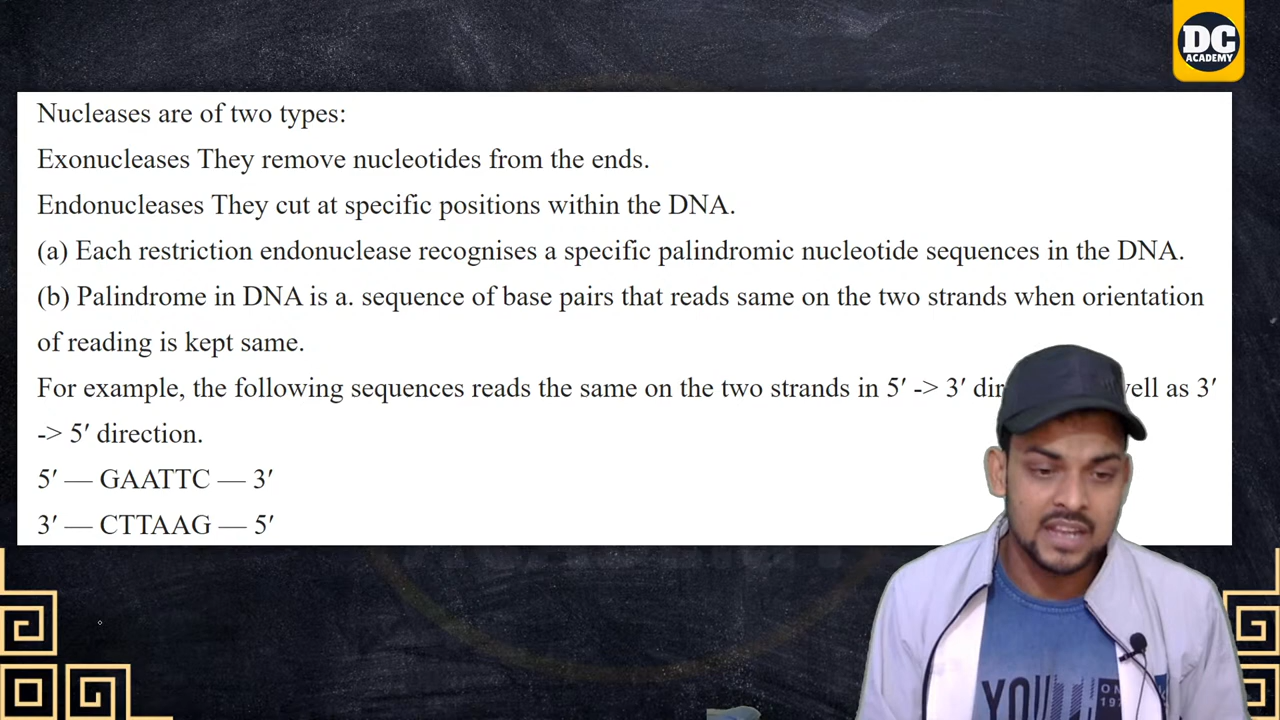 DC
ACADEMY
Nucleases are of two types:
Exonucleases They remove nucleotides from the ends.
Endonucleases They cut at specific positions within the DNA.
(a) Each restriction endonuclease recognises a specific palindromic nucleotide sequences in the DNA.
(b) Palindrome in DNA is a. sequence of base pairs that reads same on the two strands when orientation
of reading is kept same.
For example, the following sequences reads the same on the two strands in 5′ -> 3′ as 3′
-> 5′ direction.
5′ — GAATTC — 3′
3′ — CTTAAG — 5′
YOU